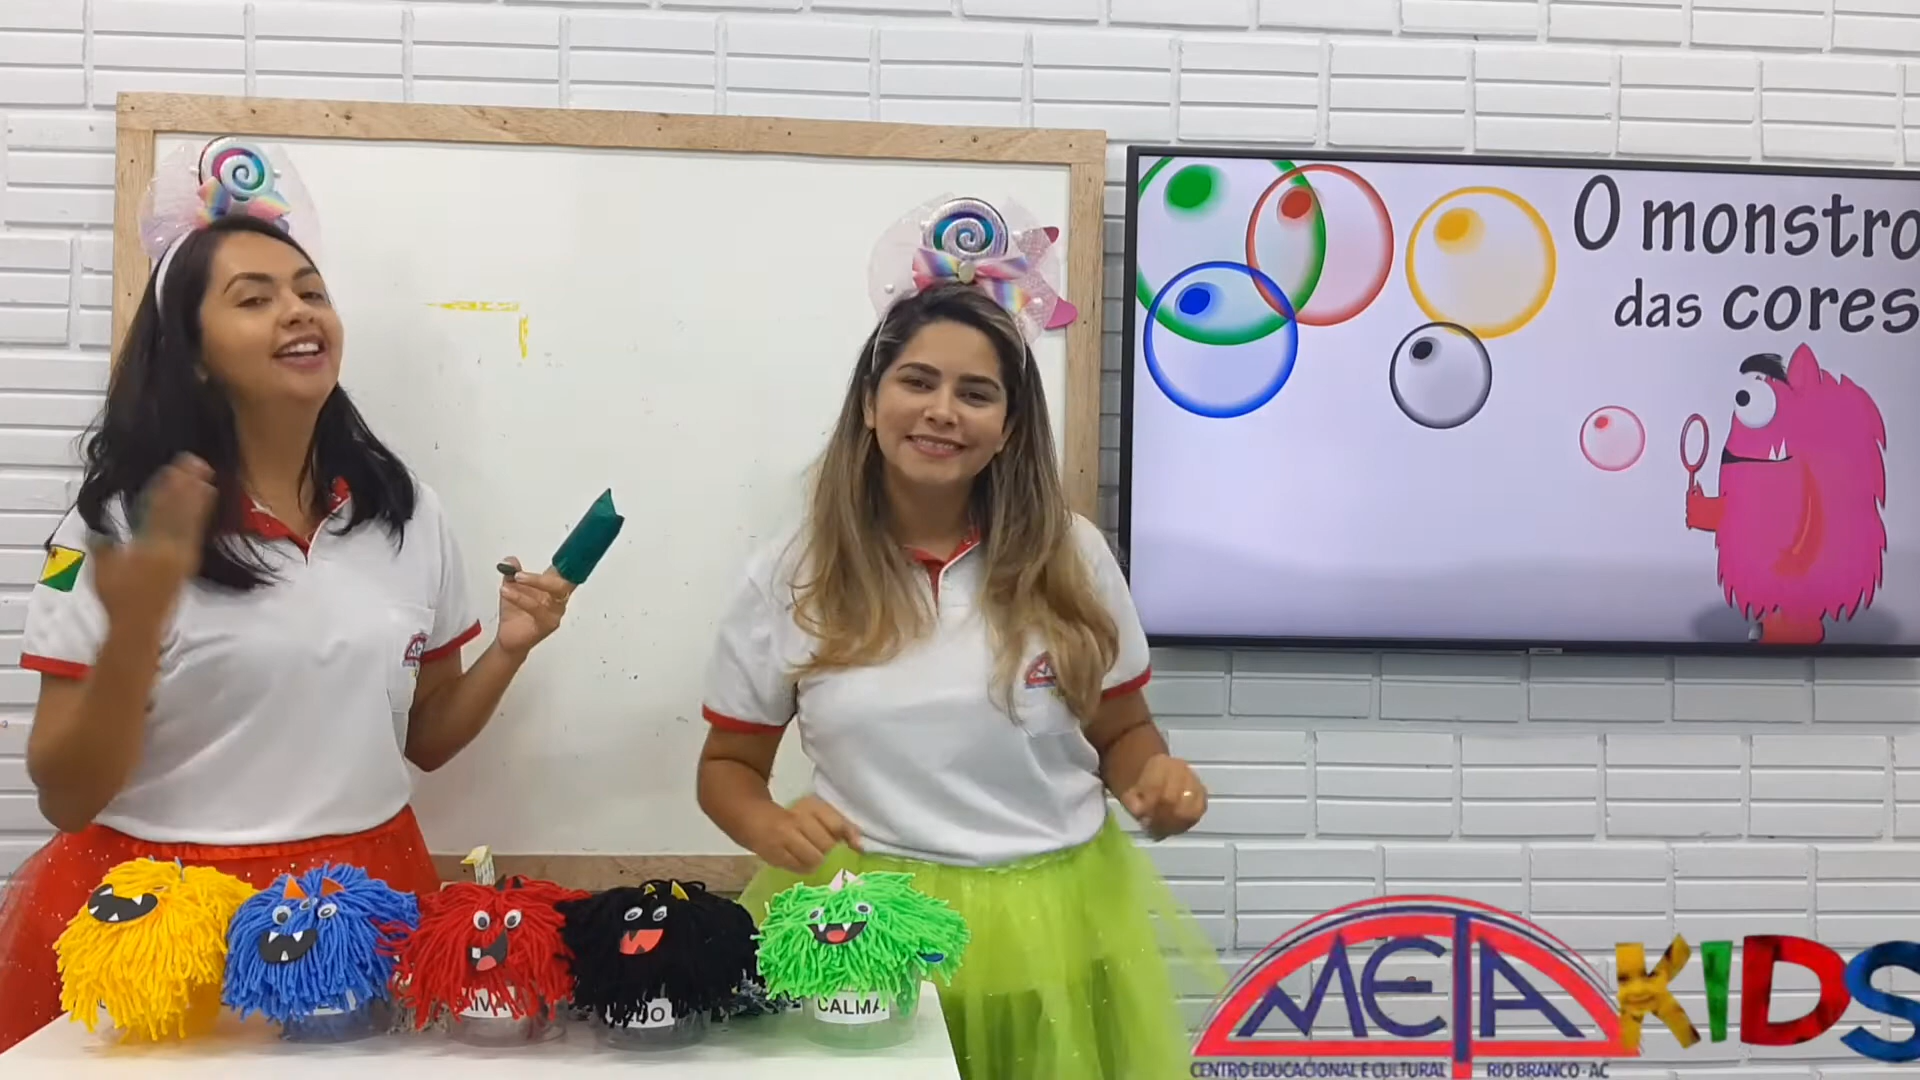 O monstro
das cores
CALMA
META KIDS
CENTRO EDUCACIONAL E CULTURAL RIO BRANCO - AC